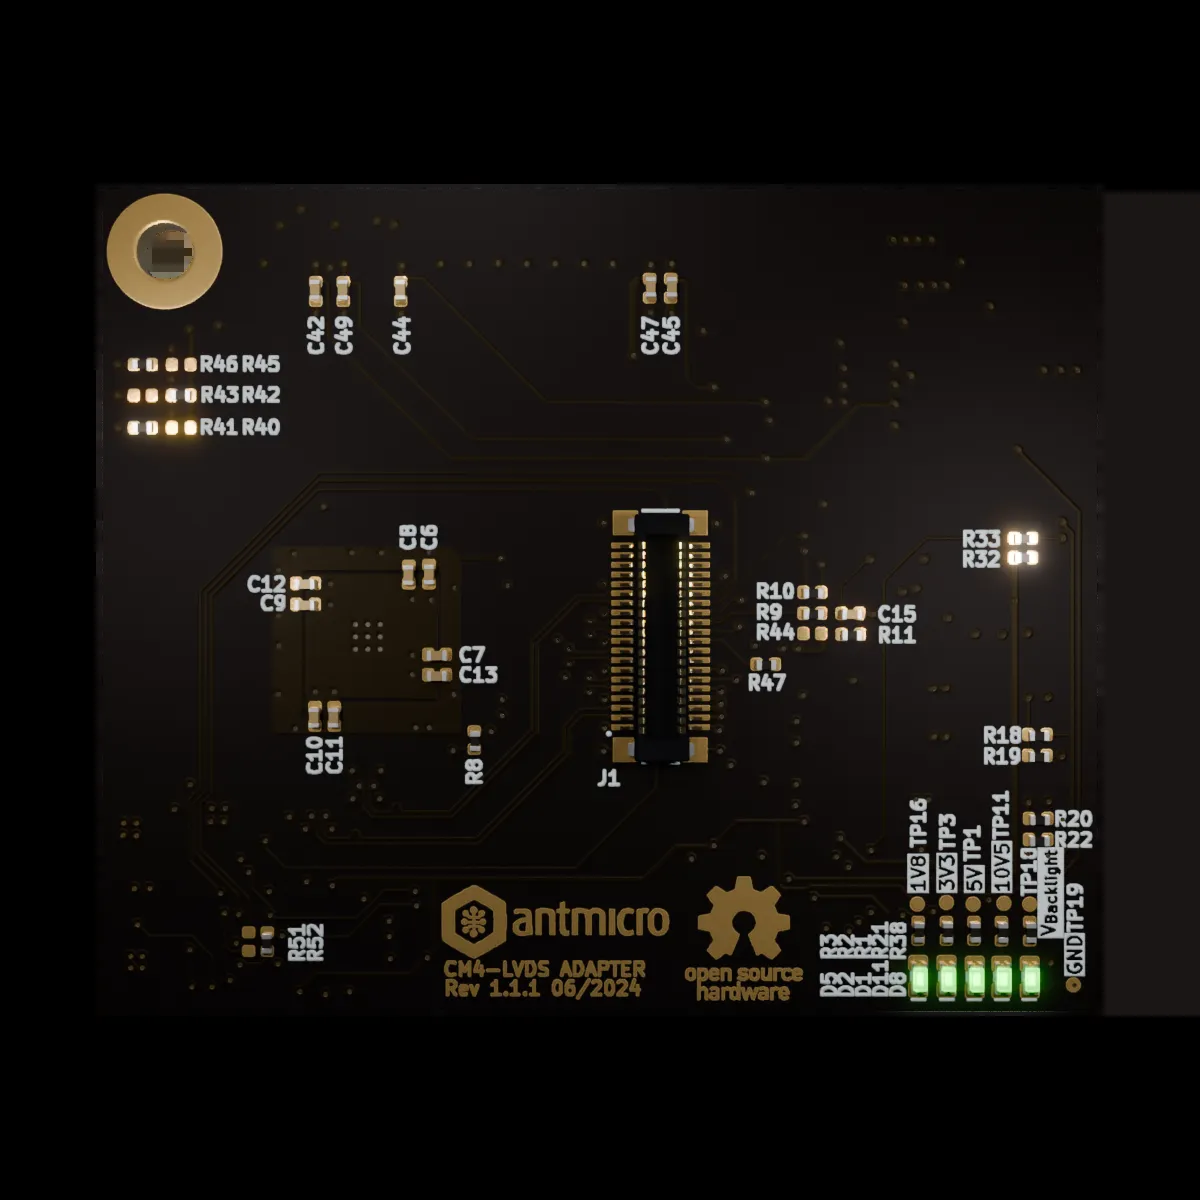 C42 C49 C44 C47 C45
R46 R45
R43 R42
R41 R40
C8 C6
R33
R32
C12
C9
R10
R9
C15
R44
R11
C7
C13
R47
C10 C11
R8
J1
R18
R19
TP16 TP3 TP1 TP11
R20
R22
1V8 3V3 5V 10V5 TP10 VBacklight TP19
GND
R51
R52
antmicro
CM4-LVDS ADAPTER
Rev 1.1.1 06/2024
open source
hardware
R3 R2 R1 R21 R38
D5 D2 D1 D11 D8